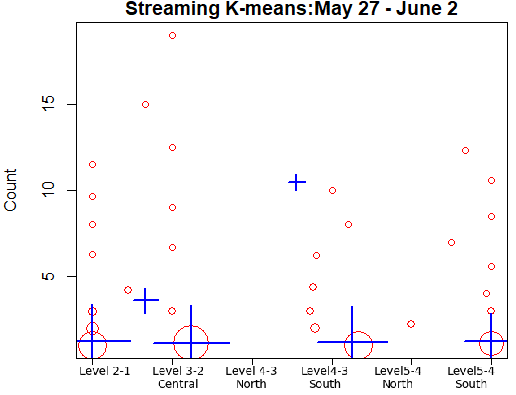 Streaming K-means:May 27 - June 2
Count
15
10
5
Level 2-1 Level 3-2 Level 4-3 Level4-3 Level5-4 Level5-4
Central North South North South